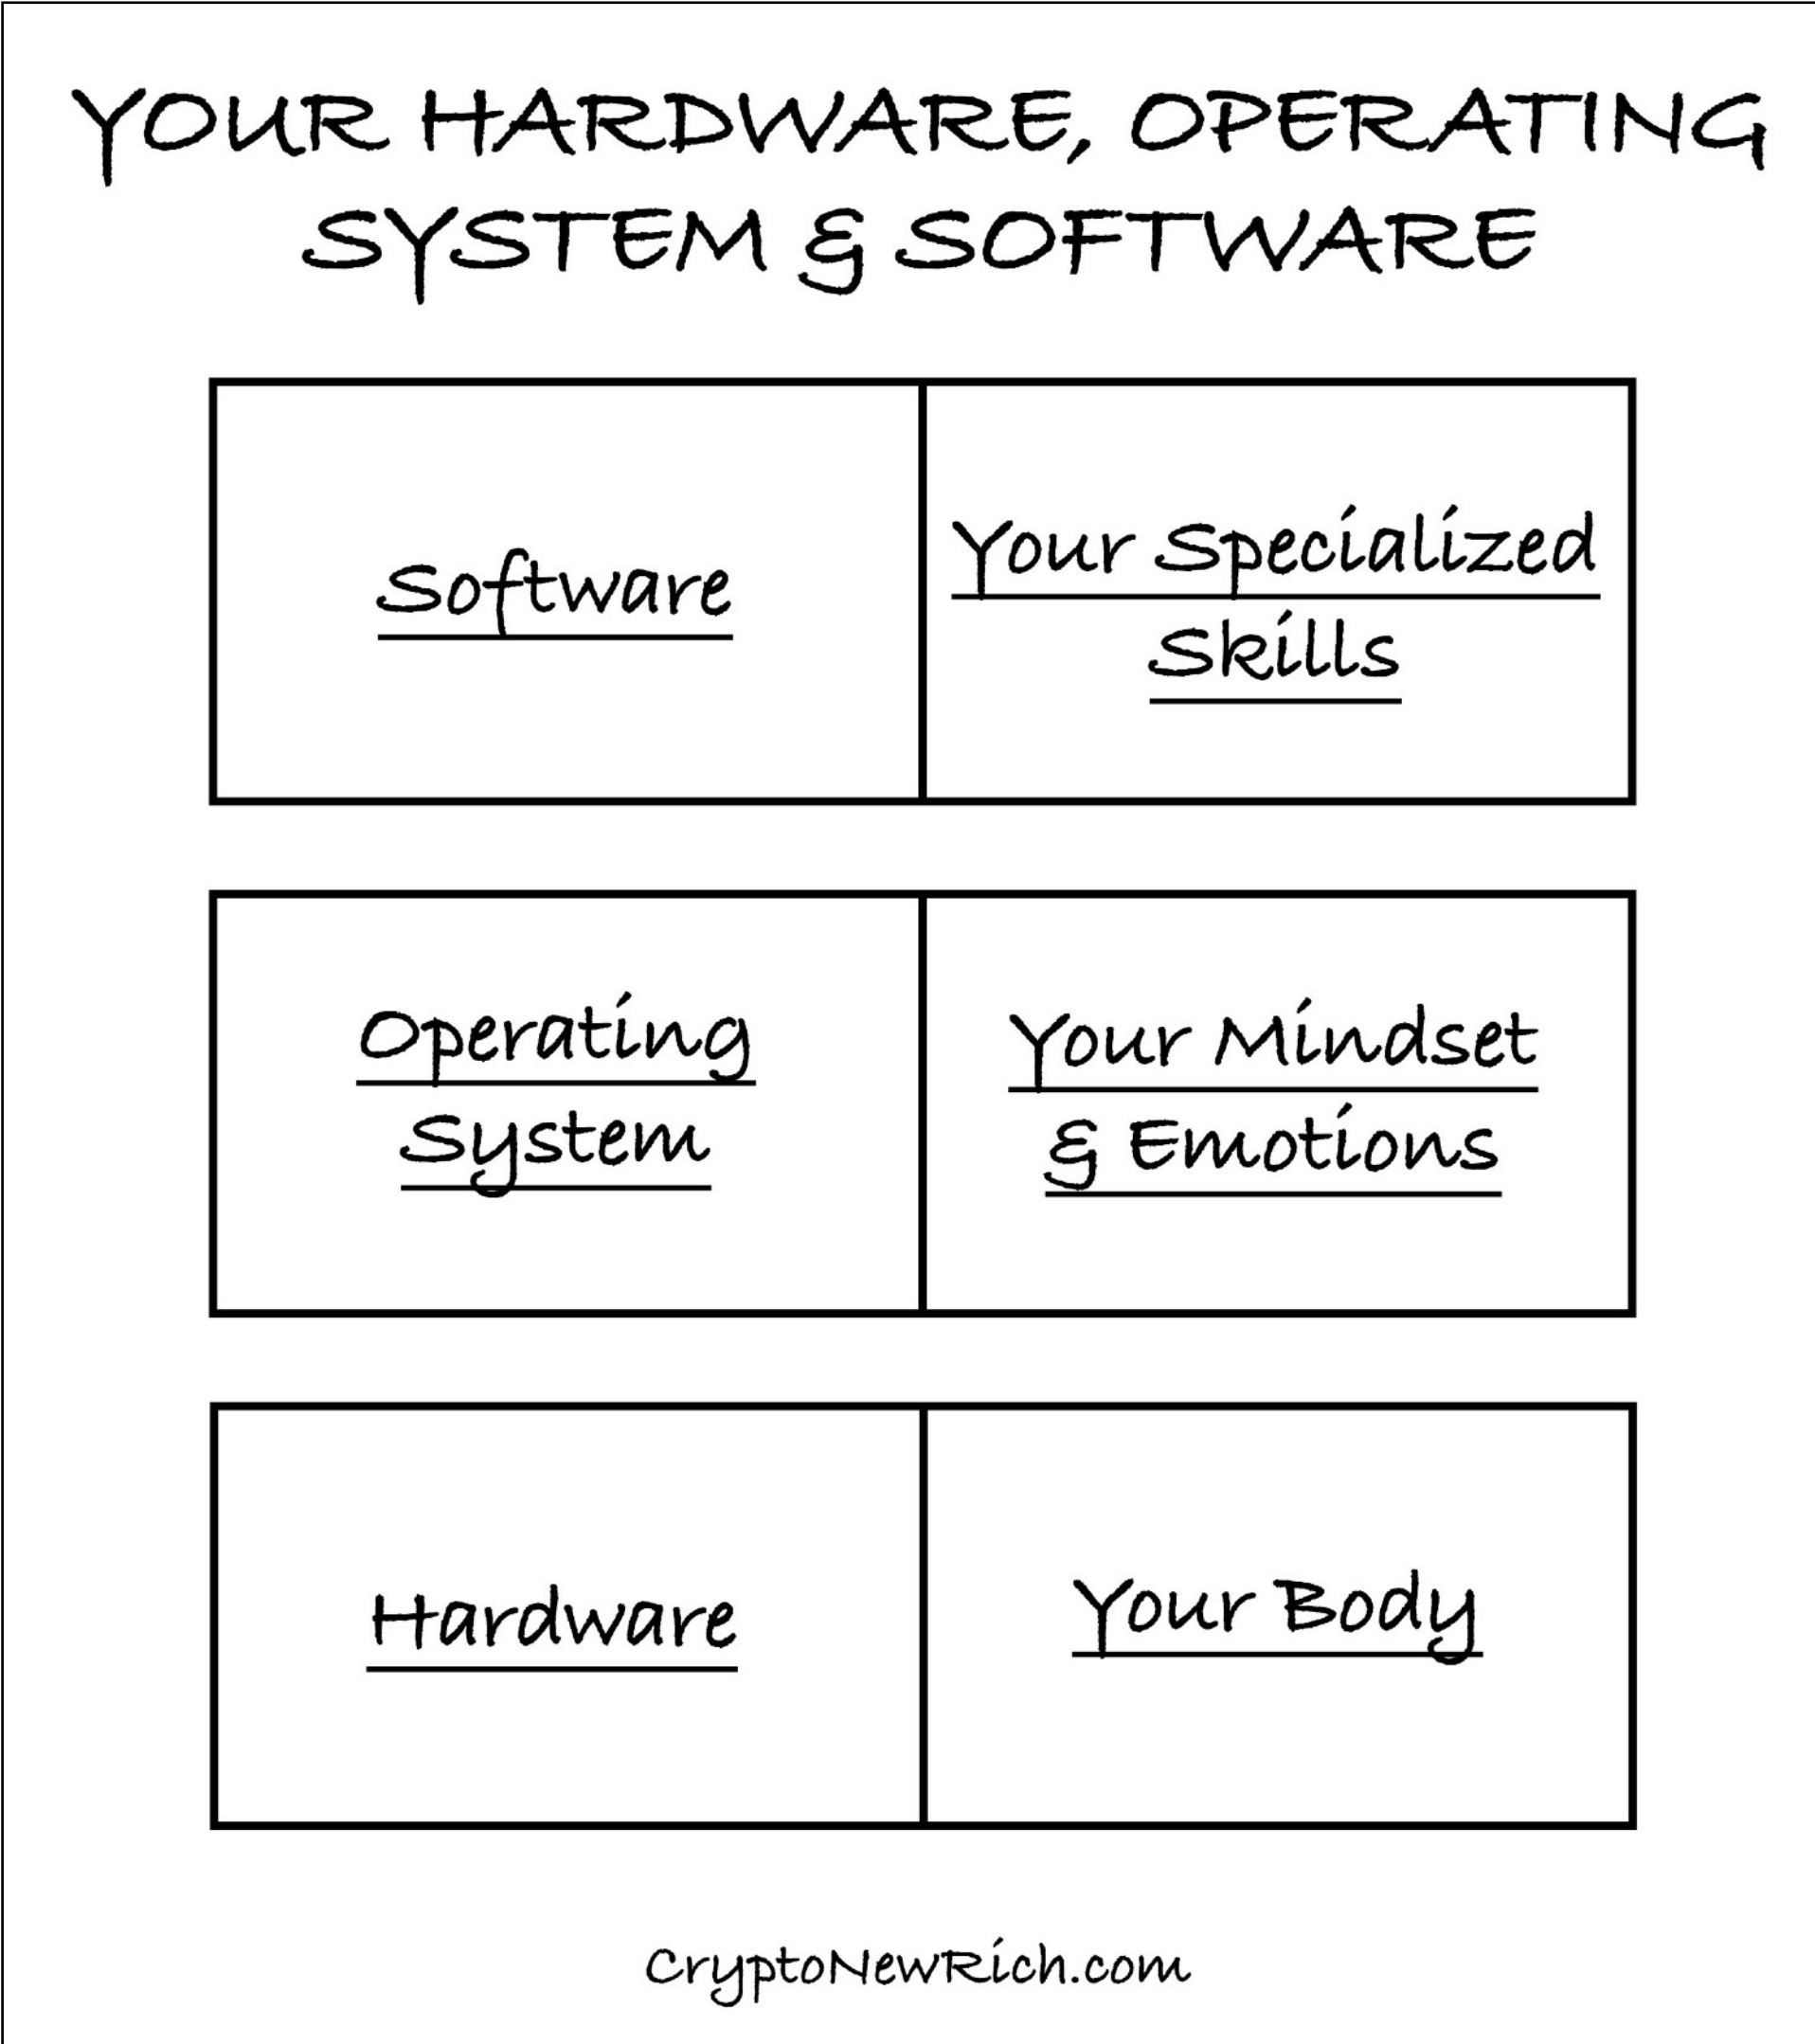 YOUR HARDWARE, OPERATING
SYSTEM & SOFTWARE
Software
Your Specialized
Skills
Operating
System
Your Mindset
& Emotions
Hardware
Your Body
CryptoNewRich.com